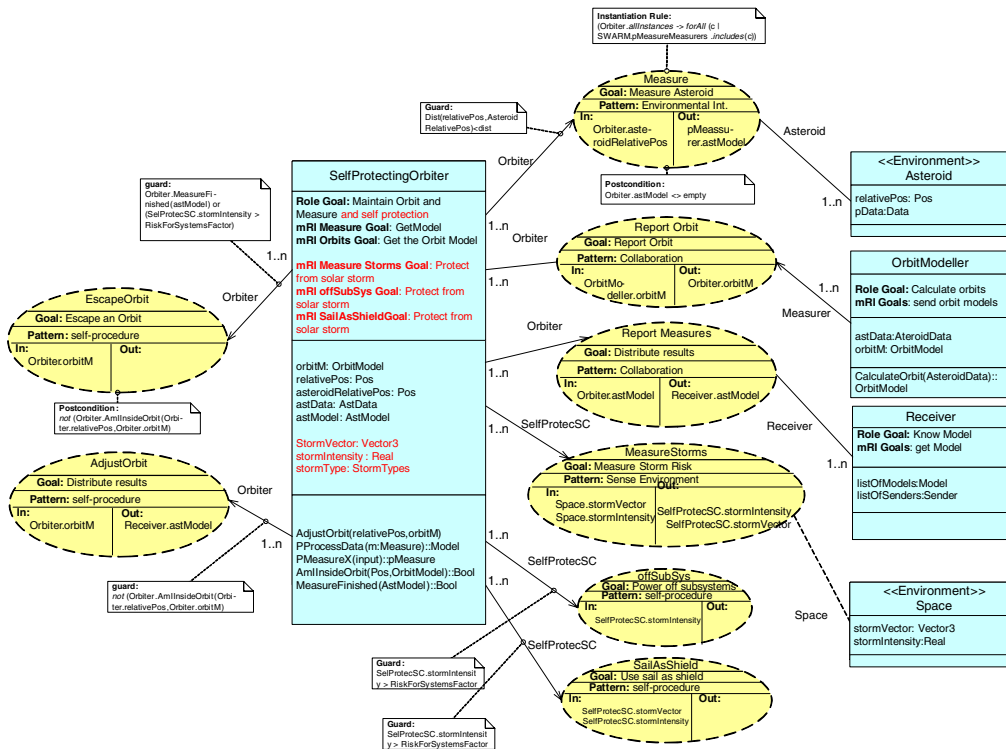 Instantiation Rule:
(Orbiter.allInstances -> forAll (c |
SWARM.pMeasureMeasurers .includes(c))
Measure
Goal: Measure Asteroid
Pattern: Environmental Int.
In:
Orbiter.aste-
roidRelativePos
Out:
pMeassu-
rer.astModel
Guard:
Dist(relativePos,Asteroid
RelativePos)<dist
Orbiter
Asteroid
Postcondition:
Orbiter.astModel <> empty
<<Environment>>
Asteroid
relativePos: Pos
pData:Data
1..n
guard:
Orbiter.MeasureFi-
nished(astModel) or
(SelProtecSC.stormIntensity >
RiskForSystemsFactor)
1..n
Orbiter
SelfProtectingOrbiter
Role Goal: Maintain Orbit and
Measure and self protection
mRI Measure Goal: GetModel
mRI Orbits Goal: Get the Orbit Model
mRI Measure Storms Goal: Protect
from solar storm
mRI offSubSys Goal: Protect from
solar storm
mRI SailAsShieldGoal: Protect from
solar storm
orbitM: OrbitModel
relativePos: Pos
asteroidRelativePos: Pos
astData: AstData
astModel: AstModel
StormVector: Vector3
stormIntensity : Real
stormType: StormTypes
AdjustOrbit(relativePos,orbitM)
PProcessData(m:Measure)::Model
PMeasureX(input)::pMeasure
AmIInsideOrbit(Pos,OrbitModel)::Bool
MeasureFinished(AstModel)::Bool
1..n
Orbiter
1..n
Report Orbit
Goal: Report Orbit
Pattern: Collaboration
In:
OrbitMo-
deller.orbitM
Out:
Orbiter.orbitM
Measurer
1..n
OrbitModeller
Role Goal: Calculate orbits
mRI Goals: send orbit models
astData:AteroidData
orbitM: OrbitModel
CalculateOrbit(AsteroidData)::
OrbitModel
EscapeOrbit
Goal: Escape an Orbit
Pattern: self-procedure
In:
Orbiter.orbitM
Out:
Postcondition:
not (Orbiter.AmIInsideOrbit(Orbi-
ter.relativePos,Orbiter.orbitM)
Orbiter
1..n
Report Measures
Goal: Distribute results
Pattern: Collaboration
In:
Orbiter.astModel
Out:
Receiver.astModel
Receiver
1..n
Receiver
Role Goal: Know Model
mRI Goals: get Model
listOfModels:Model
listOfSenders:Sender
AdjustOrbit
Goal: Distribute results
Pattern: self-procedure
In:
Orbiter.orbitM
Out:
Receiver.astModel
Orbiter
1..n
guard:
not (Orbiter.AmIInsideOrbit(Orbi-
ter.relativePos,Orbiter.orbitM)
1..n
SelfProtecSC
MeasureStorms
Goal: Measure Storm Risk
Pattern: Sense Environment
In:
Space.stormVector
Space.stormIntensity
Out:
SelfProtecSC.stormIntensity
SelfProtecSC.stormVector
Space
<<Environment>>
Space
stormVector: Vector3
stormIntensity:Real
1..n
SelfProtecSC
offSubSys
Goal: Power off subsystems
Pattern: self-procedure
In:
SelfProtecSC.stormIntensity
Out:
1..n
SelfProtecSC
SailAsShield
Goal: Use sail as shield
Pattern: self-procedure
In:
SelfProtecSC.stormVector
SelfProtecSC.stormIntensity
Out:
Guard:
SelProtecSC.stormIntensit
y > RiskForSystemsFactor
Guard:
SelProtecSC.stormIntensit
y > RiskForSystemsFactor